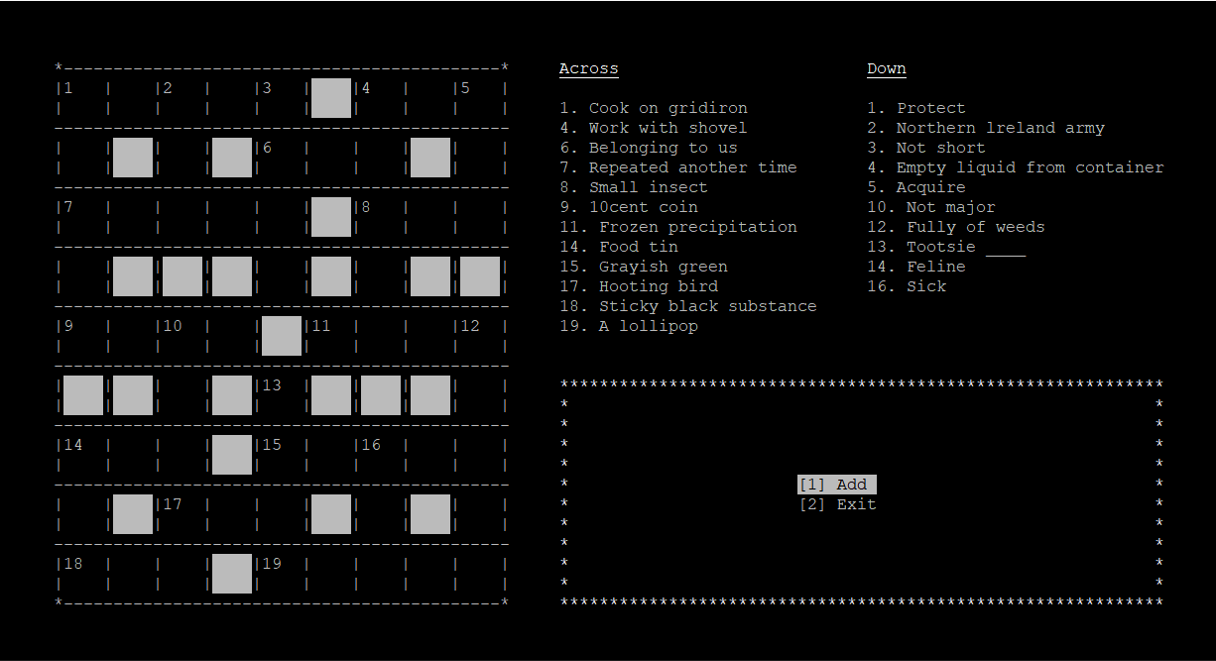 1 2 3 4 5
6
7 8
9 10 11 12
13
14 15 16
17
18 19
Across
1. Cook on gridiron
4. Work with shovel
6. Belonging to us
7. Repeated another time
8. Small insect
9. 10cent coin
11. Frozen precipitation
14. Food tin
15. Grayish green
17. Hooting bird
18. Sticky black substance
19. A lollipop
Down
1. Protect
2. Northern lreland army
3. Not short
4. Empty liquid from container
5. Acquire
10. Not major
12. Fully of weeds
13. Tootsie ____
14. Feline
16. Sick
[1] Add
[2] Exit